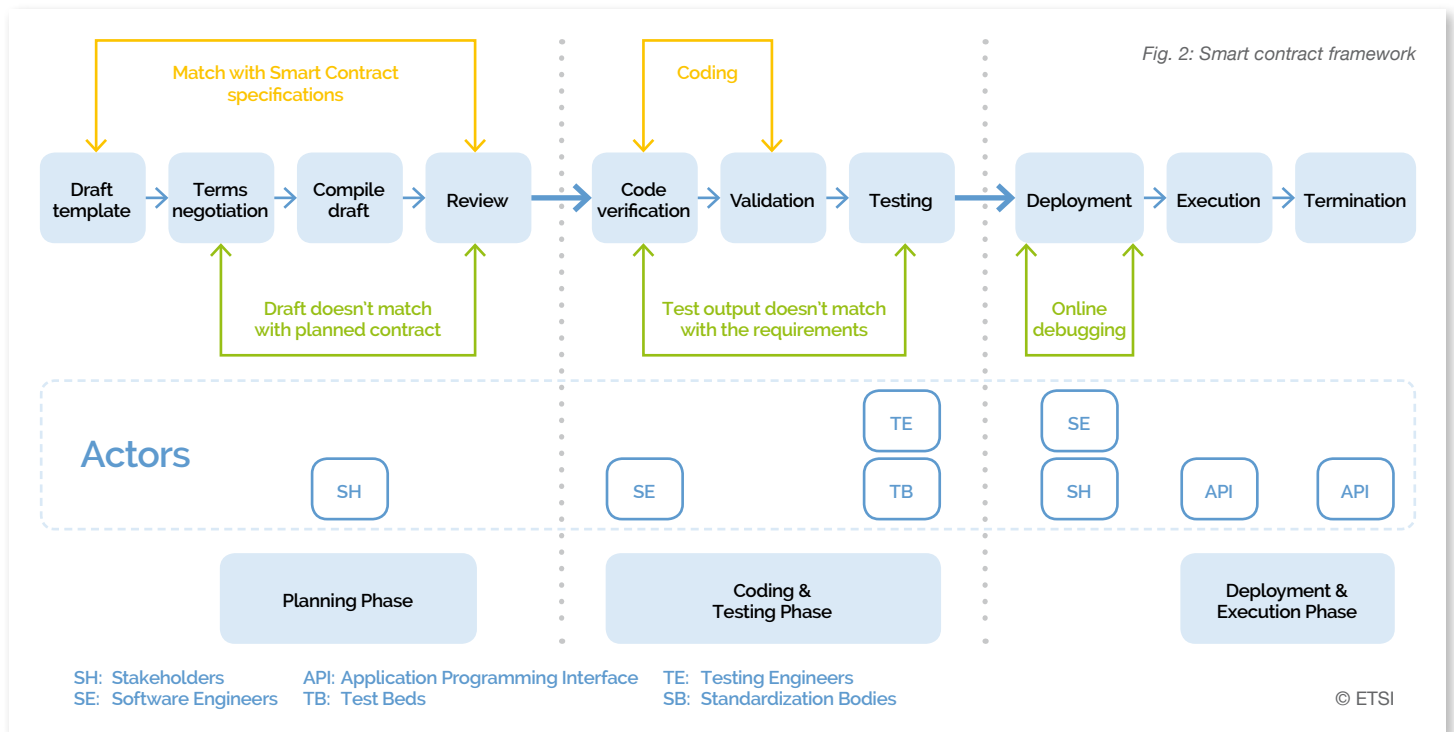 Fig. 2: Smart contract framework
Match with Smart Contract
specifications
Coding
Draft
template
Terms
negotiation
Compile
draft
Review
Code
verification
Validation
Testing
Deployment
Execution
Termination
Draft doesn't match
with planned contract
Test output doesn't match
with the requirements
Online
debugging
Actors
SH
SE
TE
TB
SE
SH
API
API
Planning Phase
Coding &
Testing Phase
Deployment &
Execution Phase
SH: Stakeholders
SE: Software Engineers
API: Application Programming Interface
TB: Test Beds
TE: Testing Engineers
SB: Standardization Bodies
© ETSI